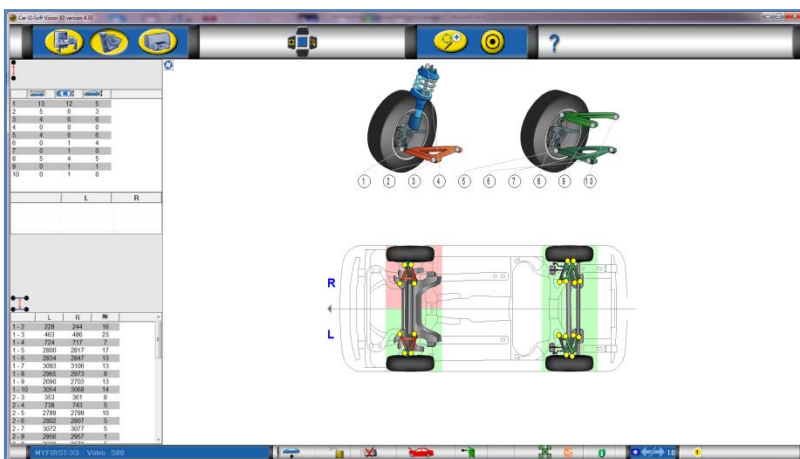 Car-O-Soft Vision X3 version 4.50
?
1 13 12 5
2 5 6 3
3 4 6 6
4 0 0 0
5 4 6 6
6 0 1 4
7 0 1 0
8 5 4 5
9 0 1 1
10 0 1 0
L R
1 2 3 4 5 6 7 8 9 10
R
L
L R
1 - 2 228 244 16
1 - 3 463 486 23
1 - 4 724 717 7
1 - 5 2800 2817 17
1 - 6 2834 2847 13
1 - 7 3093 3106 13
1 - 8 2965 2973 8
1 - 9 2690 2703 13
1 - 10 3054 3068 14
2 - 3 353 361 8
2 - 4 738 743 5
2 - 5 2789 2799 10
2 - 6 2802 2807 5
2 - 7 3072 3077 5
2 - 8 2956 2957 1
MYFIRST-X3 Volvo S80
18